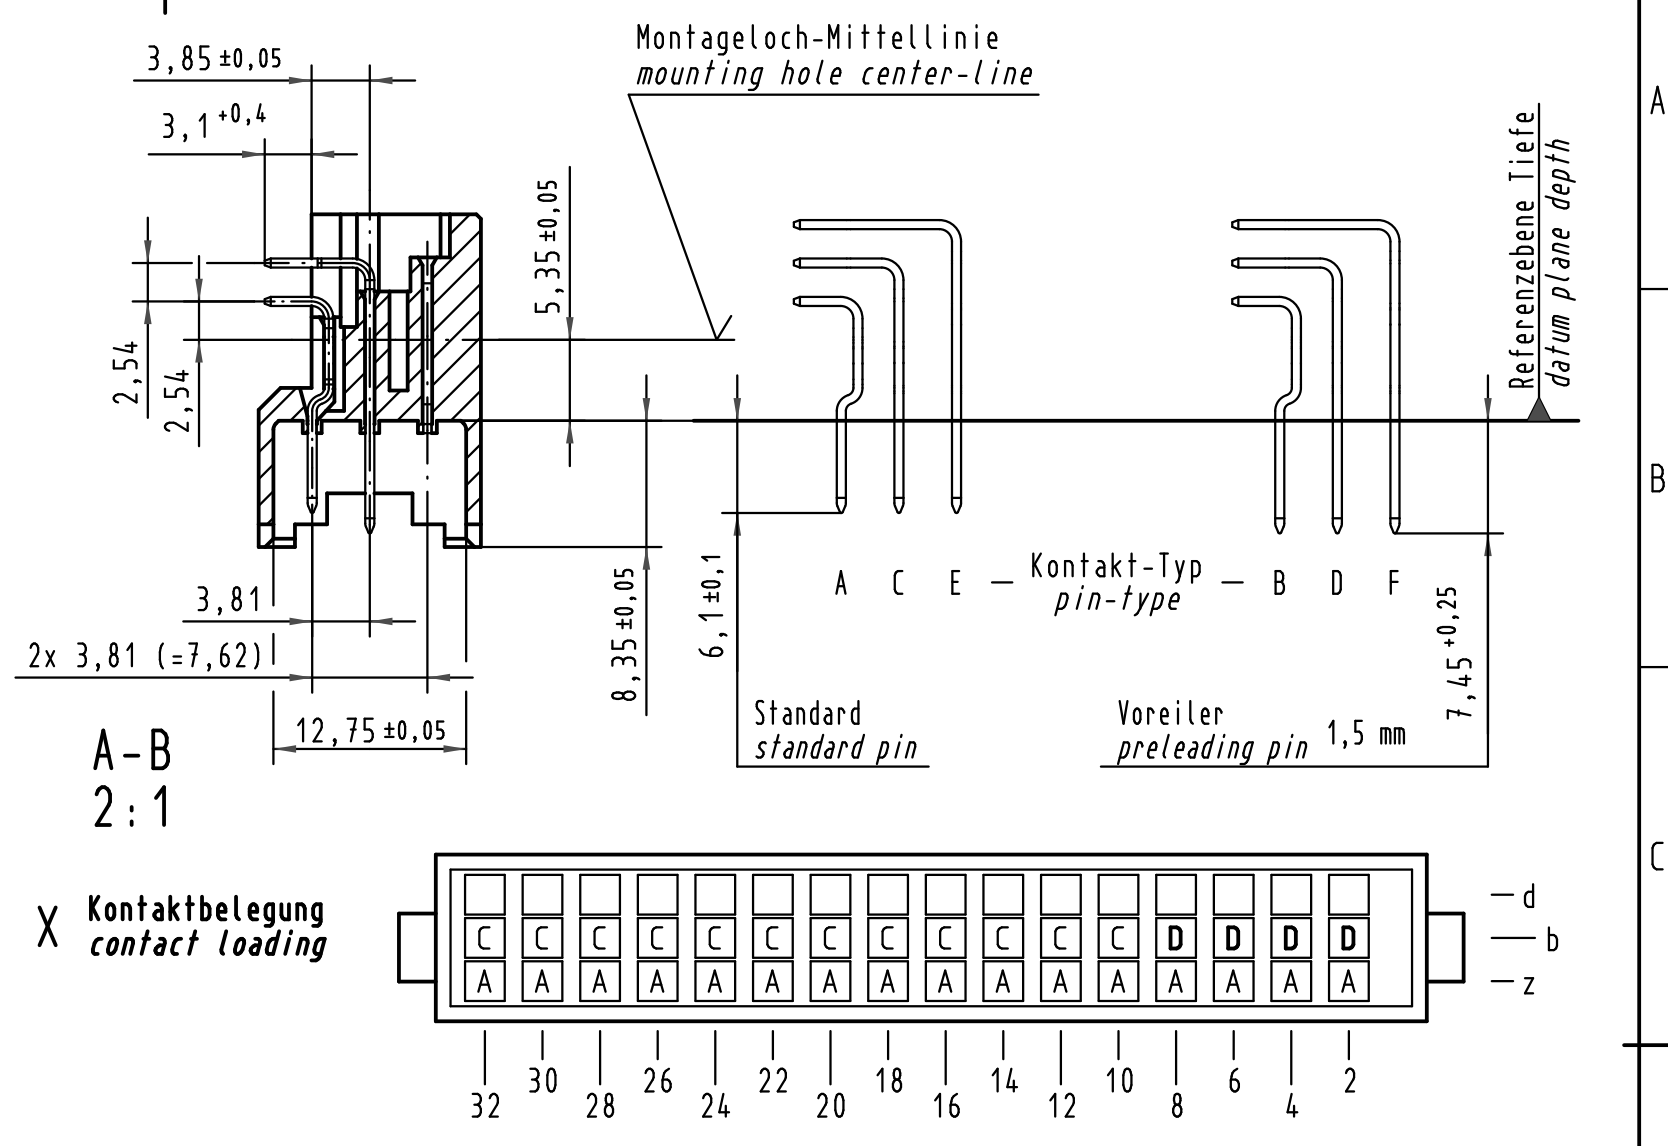 3,85 ±0,05
3,1 +0,4
Montageloch-Mittellinie
mounting hole center-line
5,35 ±0,05
2,54
2,54
Referenzebene Tiefe
datum plane depth
A
B
C
A C E – Kontakt-Typ – B D F
pin-type
3,81
2x 3,81 (=7,62)
12,75 ±0,05
8,35 ±0,05
6,1 ±0,1
7,45 +0,25
Standard
standard pin
Voreiler
preleading pin 1,5 mm
A-B
2:1
X Kontaktbelegung
contact loading
d
C C C C C C C C C C C C D D D D b
A A A A A A A A A A A A A A A A z
30 26 22 18 14 10 6 2
32 28 24 20 16 12 8 4